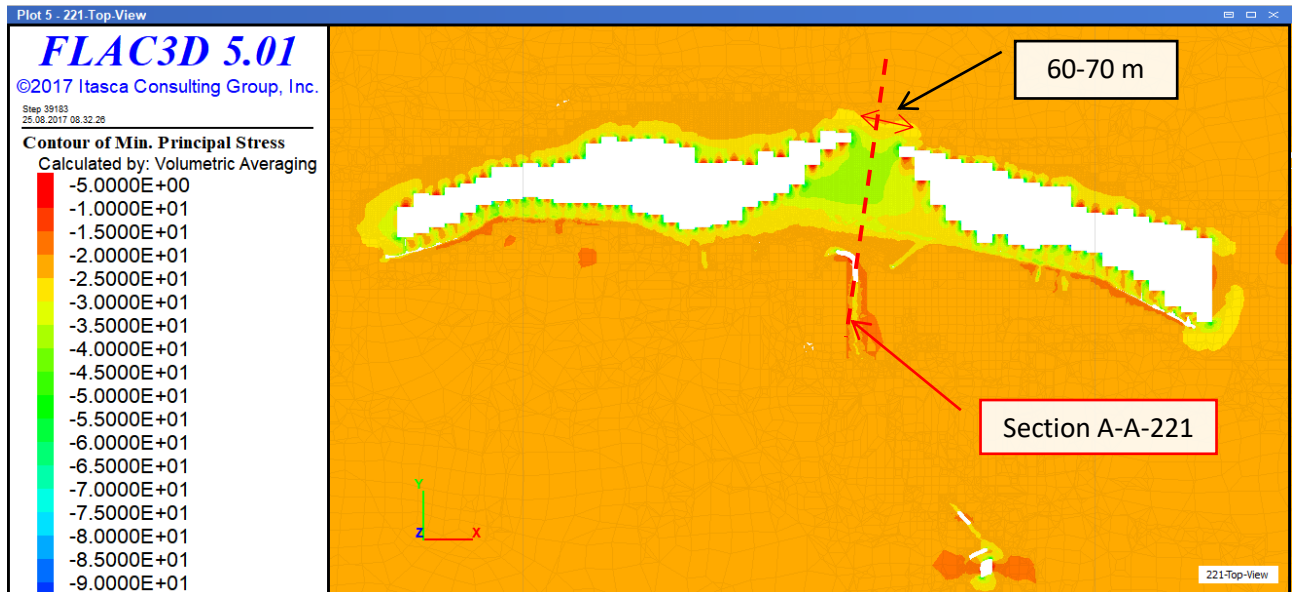 Plot 5 - 221-Top-View
FLAC3D 5.01
©2017 Itasca Consulting Group, Inc.
Step 39183
25.08.2017 08.32.26
Contour of Min. Principal Stress
Calculated by: Volumetric Averaging
-5.0000E+00
-1.0000E+01
-1.5000E+01
-2.0000E+01
-2.5000E+01
-3.0000E+01
-3.5000E+01
-4.0000E+01
-4.5000E+01
-5.0000E+01
-5.5000E+01
-6.0000E+01
-6.5000E+01
-7.0000E+01
-7.5000E+01
-8.0000E+01
-8.5000E+01
-9.0000E+01
60-70 m
Section A-A-221
Y
Z
X
221-Top-View